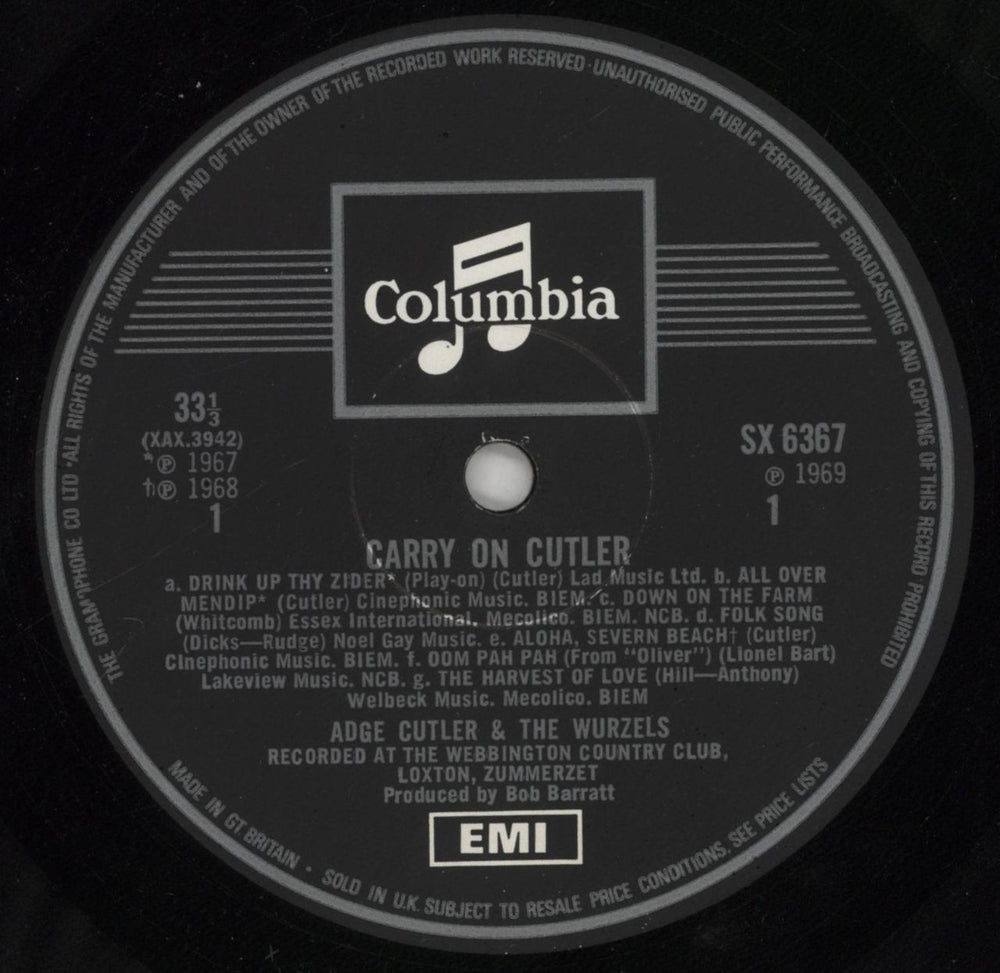 THE GRAMOPHONE CO LTD · ALL RIGHTS OF THE MANUFACTURER AND OF THE OWNER OF THE RECORDED WORK RESERVED · UNAUTHORISED PUBLIC PERFORMANCE BROADCASTING AND COPYING OF THIS RECORD PROHIBITED
Columbia
33⅓
(XAX.3942)
*℗ 1967
†℗ 1968
1
SX 6367
℗ 1969
1
CARRY ON CUTLER
a. DRINK UP THY ZIDER* (Play-on) (Cutler) Lad Music Ltd. b. ALL OVER
MENDIP* (Cutler) Cinephonic Music. BIEM. c. DOWN ON THE FARM
(Whitcomb) Essex International. Mecolico. BIEM. NCB. d. FOLK SONG
(Dicks—Rudge) Noel Gay Music. e. ALOHA, SEVERN BEACH† (Cutler)
Cinephonic Music. BIEM. f. OOM PAH PAH (From "Oliver") (Lionel Bart)
Lakeview Music. NCB. g. THE HARVEST OF LOVE (Hill—Anthony)
Welbeck Music. Mecolico. BIEM
ADGE CUTLER & THE WURZELS
RECORDED AT THE WEBBINGTON COUNTRY CLUB,
LOXTON, ZUMMERZET
Produced by Bob Barratt
EMI
MADE IN GT BRITAIN · SOLD IN U.K. SUBJECT TO RESALE PRICE CONDITIONS. SEE PRICE LISTS